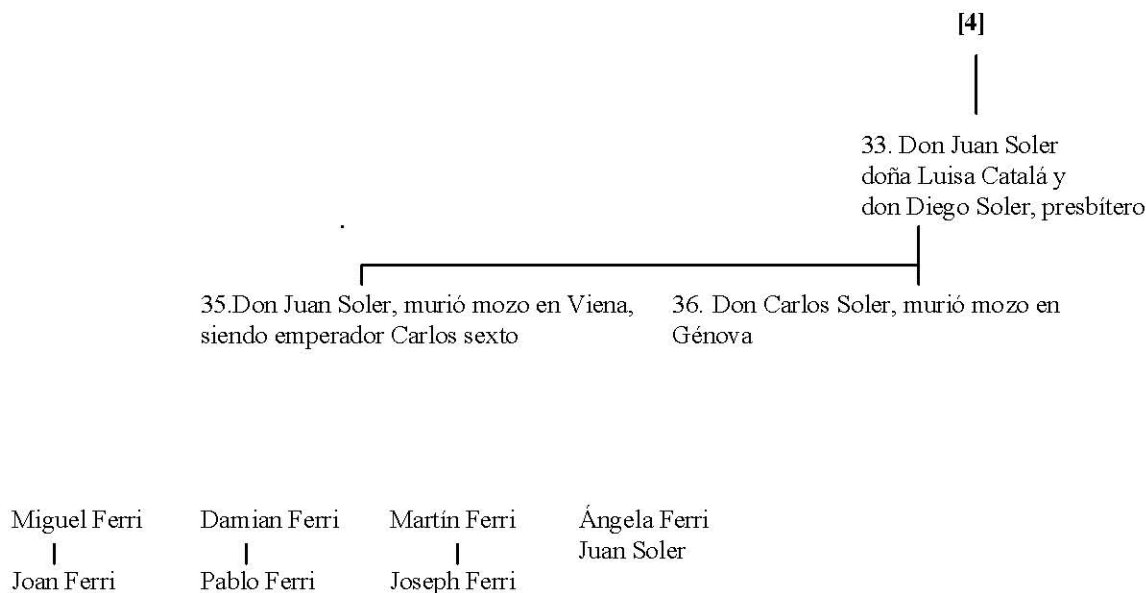 [4]
33. Don Juan Soler
doña Luisa Catalá y
don Diego Soler, presbítero
35.Don Juan Soler, murió mozo en Viena,
siendo emperador Carlos sexto
36. Don Carlos Soler, murió mozo en
Génova
Miguel Ferri
Joan Ferri
Damian Ferri
Pablo Ferri
Martín Ferri
Joseph Ferri
Ángela Ferri
Juan Soler